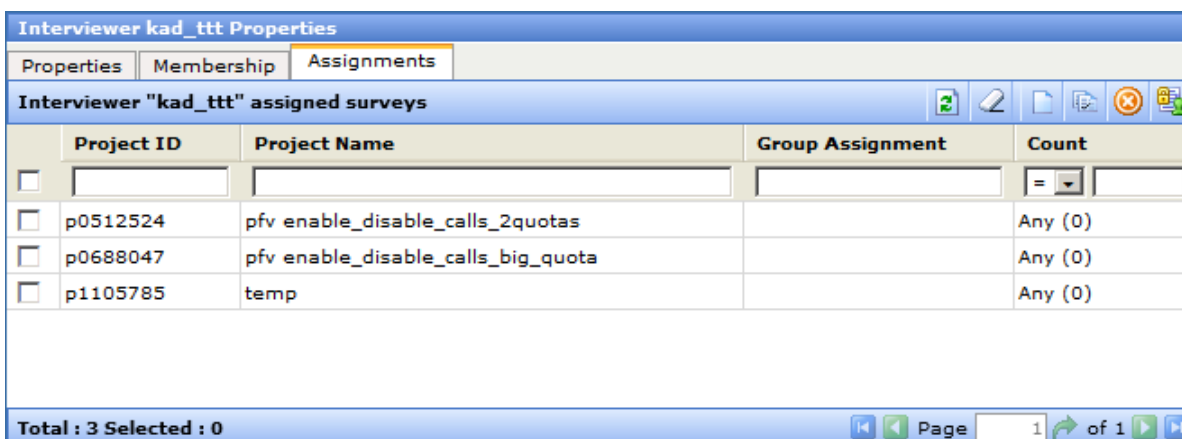 Interviewer kad_ttt Properties
Properties Membership Assignments
Interviewer "kad_ttt" assigned surveys
Project ID Project Name Group Assignment Count
=
p0512524 pfv enable_disable_calls_2quotas Any (0)
p0688047 pfv enable_disable_calls_big_quota Any (0)
p1105785 temp Any (0)
Total : 3 Selected : 0 Page 1 of 1